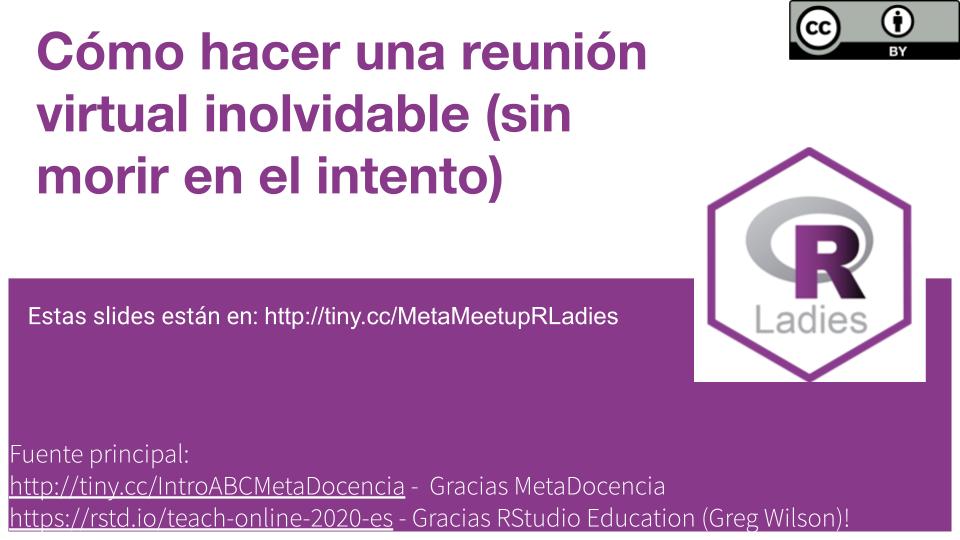 Cómo hacer una reunión
virtual inolvidable (sin
morir en el intento)
cc
BY
R
Ladies
Estas slides están en: http://tiny.cc/MetaMeetupRLadies
Fuente principal:
http://tiny.cc/IntroABCMetaDocencia - Gracias MetaDocencia
https://rstd.io/teach-online-2020-es - Gracias RStudio Education (Greg Wilson)!